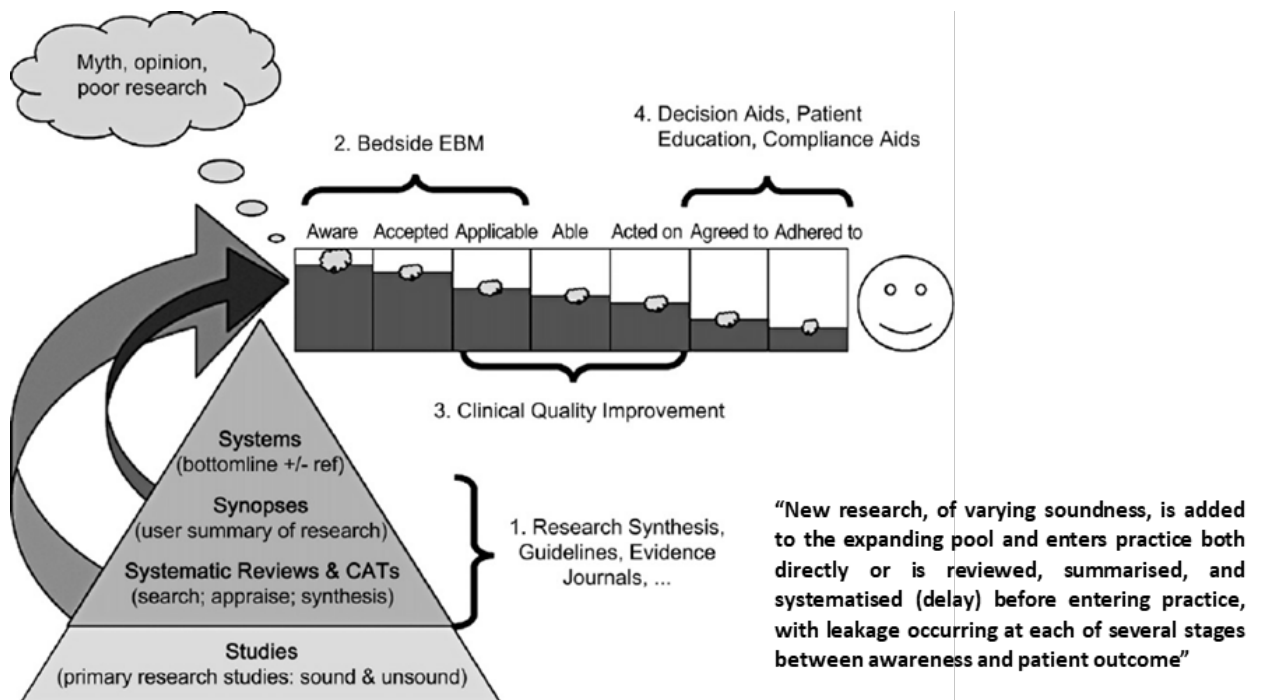 Myth, opinion,
poor research
2. Bedside EBM
4. Decision Aids, Patient
Education, Compliance Aids
Aware Accepted Applicable Able Acted on Agreed to Adhered to
3. Clinical Quality Improvement
Systems
(bottomline +/- ref)
Synopses
(user summary of research)
Systematic Reviews & CATs
(search; appraise; synthesis)
Studies
(primary research studies: sound & unsound)
1. Research Synthesis,
Guidelines, Evidence
Journals, ...
“New research, of varying soundness, is added
to the expanding pool and enters practice both
directly or is reviewed, summarised, and
systematised (delay) before entering practice,
with leakage occurring at each of several stages
between awareness and patient outcome”